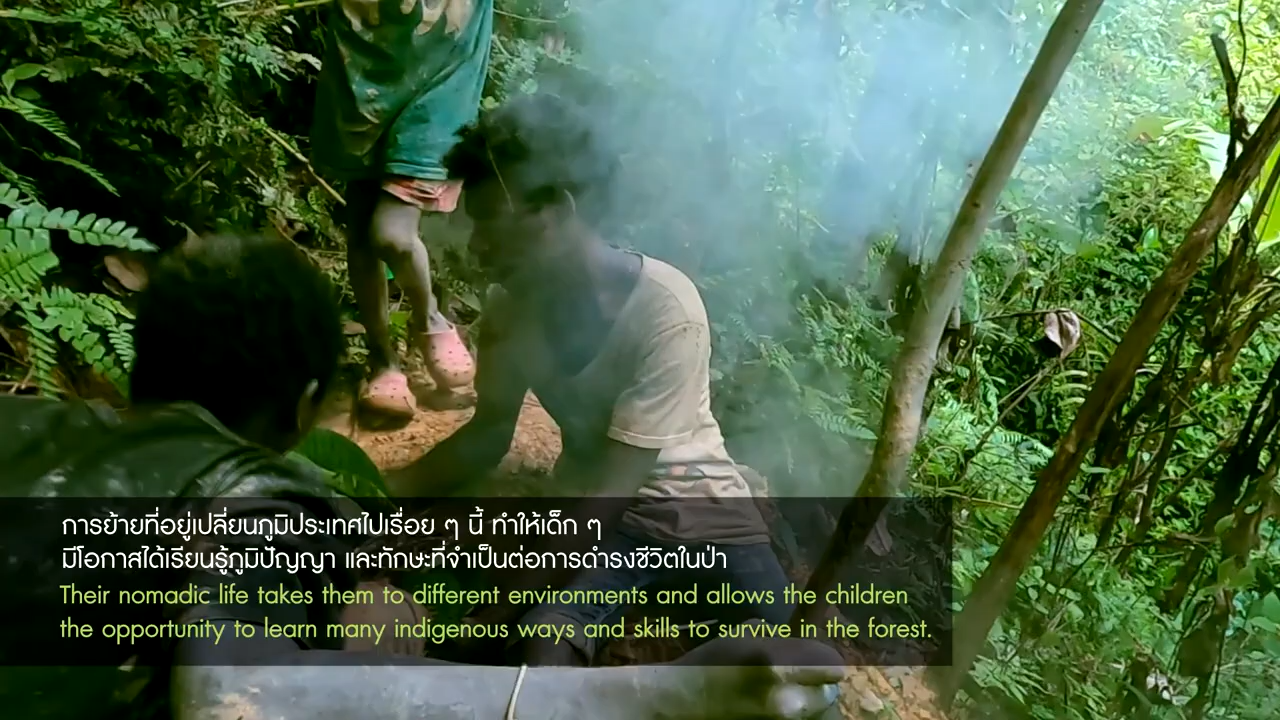 การย้ายที่อยู่เปลี่ยนภูมิประเทศไปเรื่อย ๆ นี้ ทำให้เด็ก ๆ
มีโอกาสได้เรียนรู้ภูมิปัญญา และทักษะที่จำเป็นต่อการดำรงชีวิตในป่า
Their nomadic life takes them to different environments and allows the children
the opportunity to learn many indigenous ways and skills to survive in the forest.